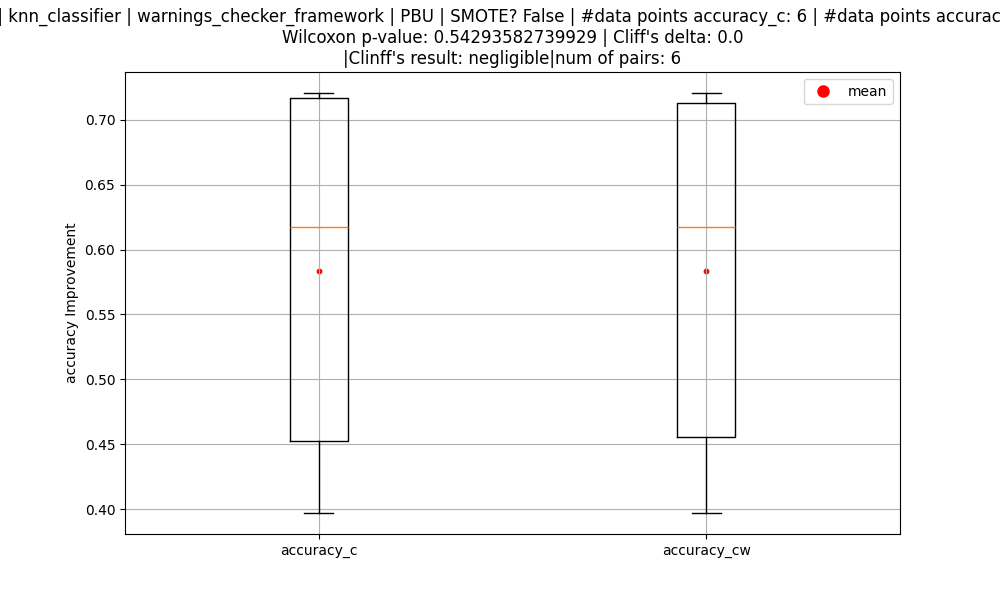 | knn_classifier | warnings_checker_framework | PBU | SMOTE? False | #data points accuracy_c: 6 | #data points
Wilcoxon p-value: 0.54293582739929 | Cliff's delta: 0.0
|Clinff's result: negligible|num of pairs: 6
mean
0.70
0.65
0.60
0.55
0.50
0.45
0.40
accuracy Improvement
accuracy_c
accuracy_cw